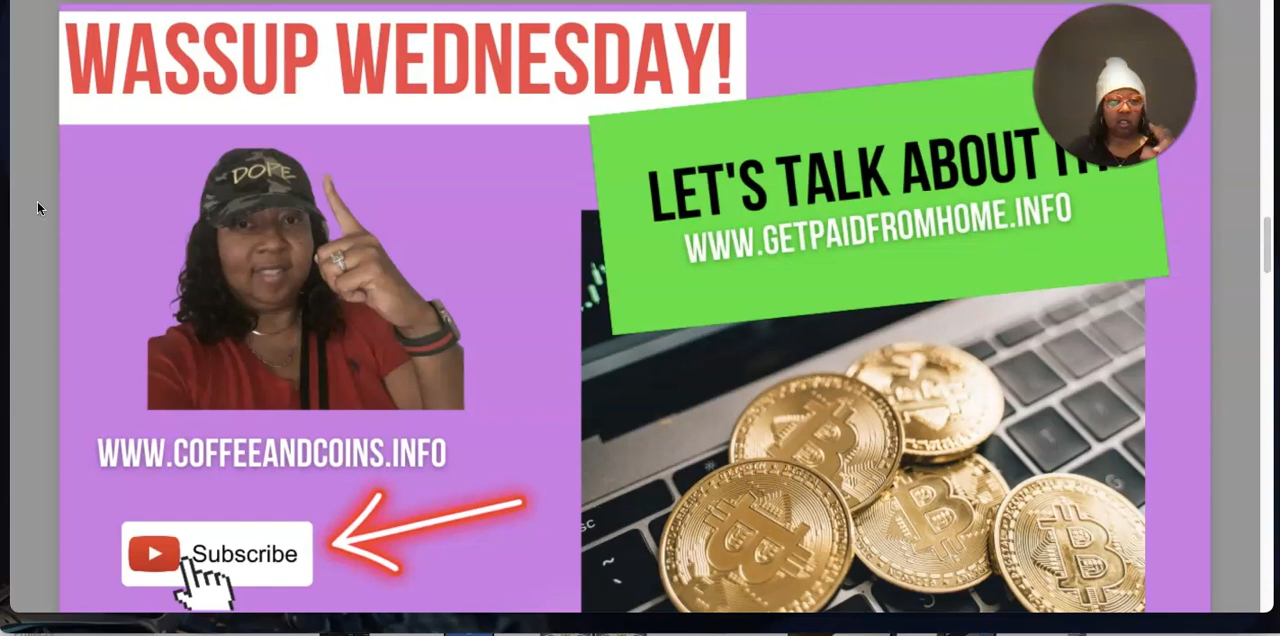 WASSUP WEDNESDAY!
LET'S TALK ABOUT
WWW.GETPAIDFROMHOME.INFO
DOPE
WWW.COFFEEANDCOINS.INFO
Subscribe